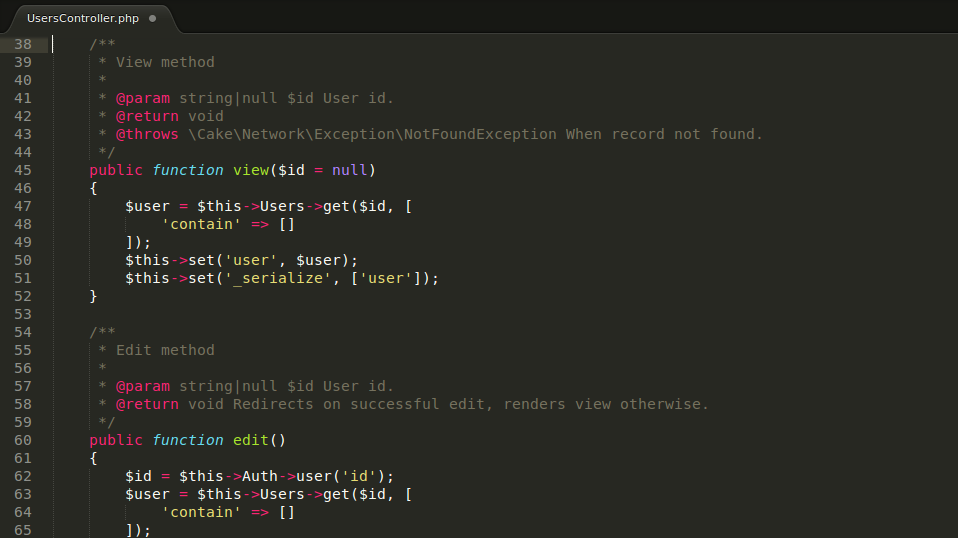 UsersController.php
38     /**
39      * View method
40      *
41      * @param string|null $id User id.
42      * @return void
43      * @throws \Cake\Network\Exception\NotFoundException When record not found.
44      */
45     public function view($id = null)
46     {
47         $user = $this->Users->get($id, [
48             'contain' => []
49         ]);
50         $this->set('user', $user);
51         $this->set('_serialize', ['user']);
52     }
53
54     /**
55      * Edit method
56      *
57      * @param string|null $id User id.
58      * @return void Redirects on successful edit, renders view otherwise.
59      */
60     public function edit()
61     {
62         $id = $this->Auth->user('id');
63         $user = $this->Users->get($id, [
64             'contain' => []
65         ]);